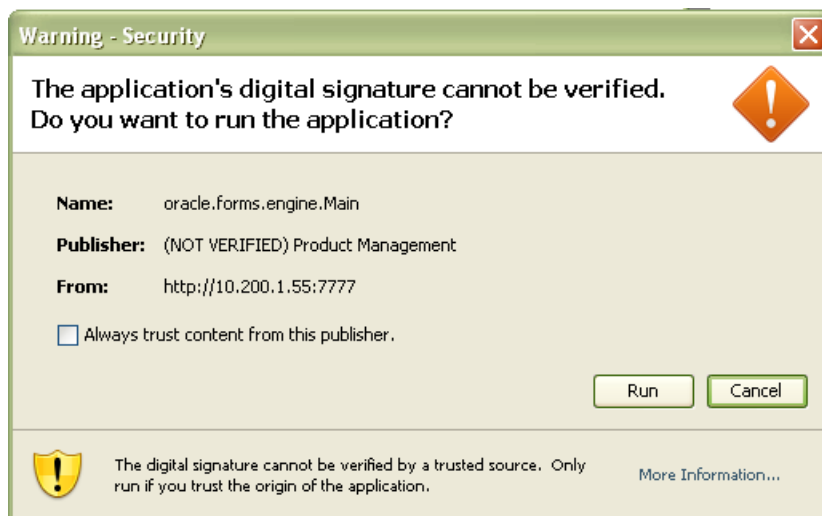 Warning - Security
The application's digital signature cannot be verified.
Do you want to run the application?
Name: oracle.forms.engine.Main
Publisher: (NOT VERIFIED) Product Management
From: http://10.200.1.55:7777
Always trust content from this publisher.
Run Cancel
The digital signature cannot be verified by a trusted source. Only
run if you trust the origin of the application.
More Information...